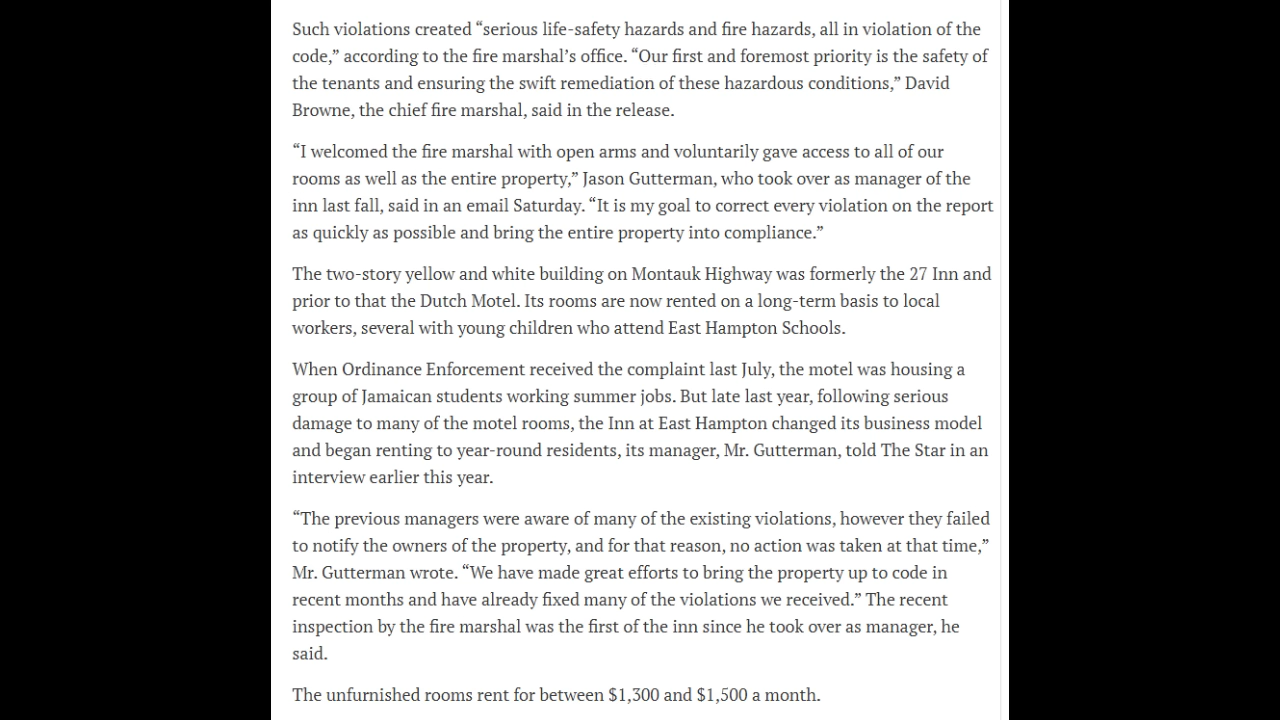 Such violations created “serious life-safety hazards and fire hazards, all in violation of the
code,” according to the fire marshal’s office. “Our first and foremost priority is the safety of
the tenants and ensuring the swift remediation of these hazardous conditions,” David
Browne, the chief fire marshal, said in the release.
“I welcomed the fire marshal with open arms and voluntarily gave access to all of our
rooms as well as the entire property,” Jason Gutterman, who took over as manager of the
inn last fall, said in an email Saturday. “It is my goal to correct every violation on the report
as quickly as possible and bring the entire property into compliance.”
The two-story yellow and white building on Montauk Highway was formerly the 27 Inn and
prior to that the Dutch Motel. Its rooms are now rented on a long-term basis to local
workers, several with young children who attend East Hampton Schools.
When Ordinance Enforcement received the complaint last July, the motel was housing a
group of Jamaican students working summer jobs. But late last year, following serious
damage to many of the motel rooms, the Inn at East Hampton changed its business model
and began renting to year-round residents, its manager, Mr. Gutterman, told The Star in an
interview earlier this year.
“The previous managers were aware of many of the existing violations, however they failed
to notify the owners of the property, and for that reason, no action was taken at that time,”
Mr. Gutterman wrote. “We have made great efforts to bring the property up to code in
recent months and have already fixed many of the violations we received.” The recent
inspection by the fire marshal was the first of the inn since he took over as manager, he
said.
The unfurnished rooms rent for between $1,300 and $1,500 a month.